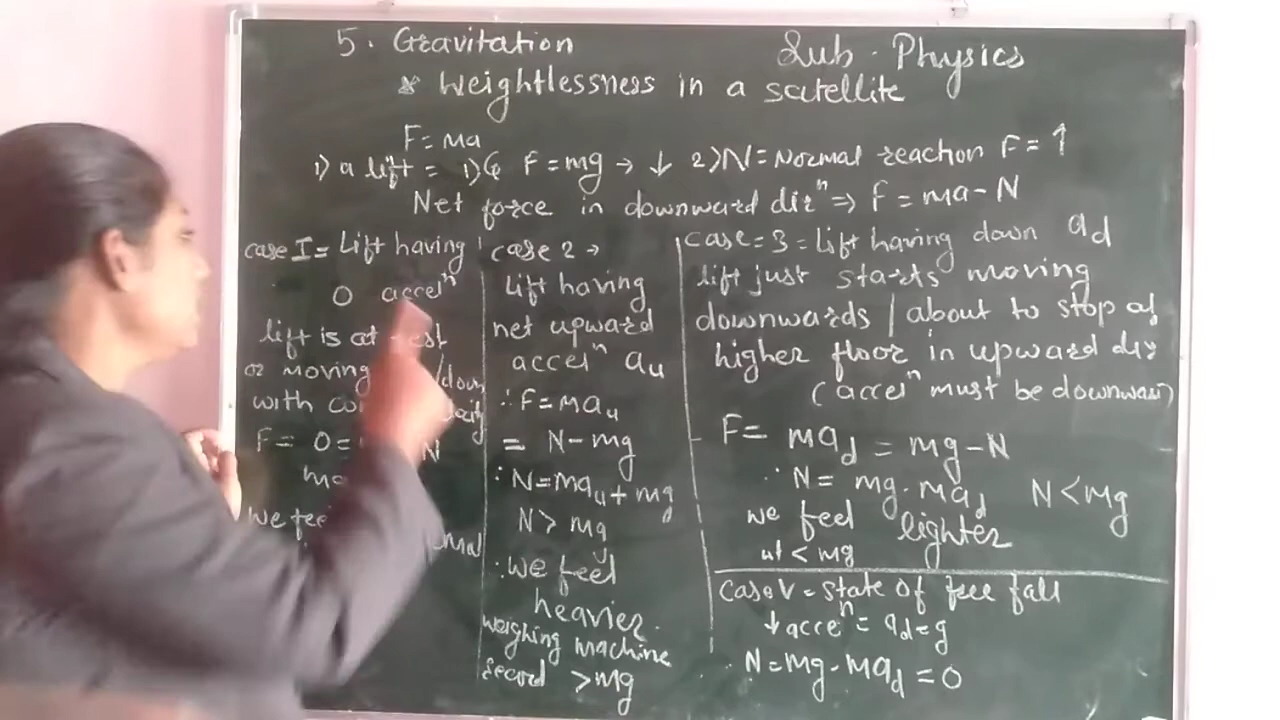 5. Gravitation
Sub. Physics
* Weightlessness in a satellite
F = ma
1) a lift = 1) G F = mg → ↓ 2) N = Normal reaction F = ↑
Net force in downward dirⁿ ⇒ F = ma - N
case I = Lift having
0 accelⁿ
lift is at rest
or moving /down
with
F = 0 = N
we feel
case 2 →
Lift having
net upward
accelⁿ au
∴ F = mau
= N - mg
∴ N = mau + mg
N > mg
∴ we feel
heavier.
weighing machine
> mg
case = 3 = lift having down ad
lift just starts moving
downwards / about to stop at
higher floor in upward dir
(accelⁿ must be downward)
F = mad = mg - N
∴ N = mg - mad N < mg
we feel lighter
wt < mg
case V = state of free fall
↓ accelⁿ = ad = g
∴ N = mg - mad = 0